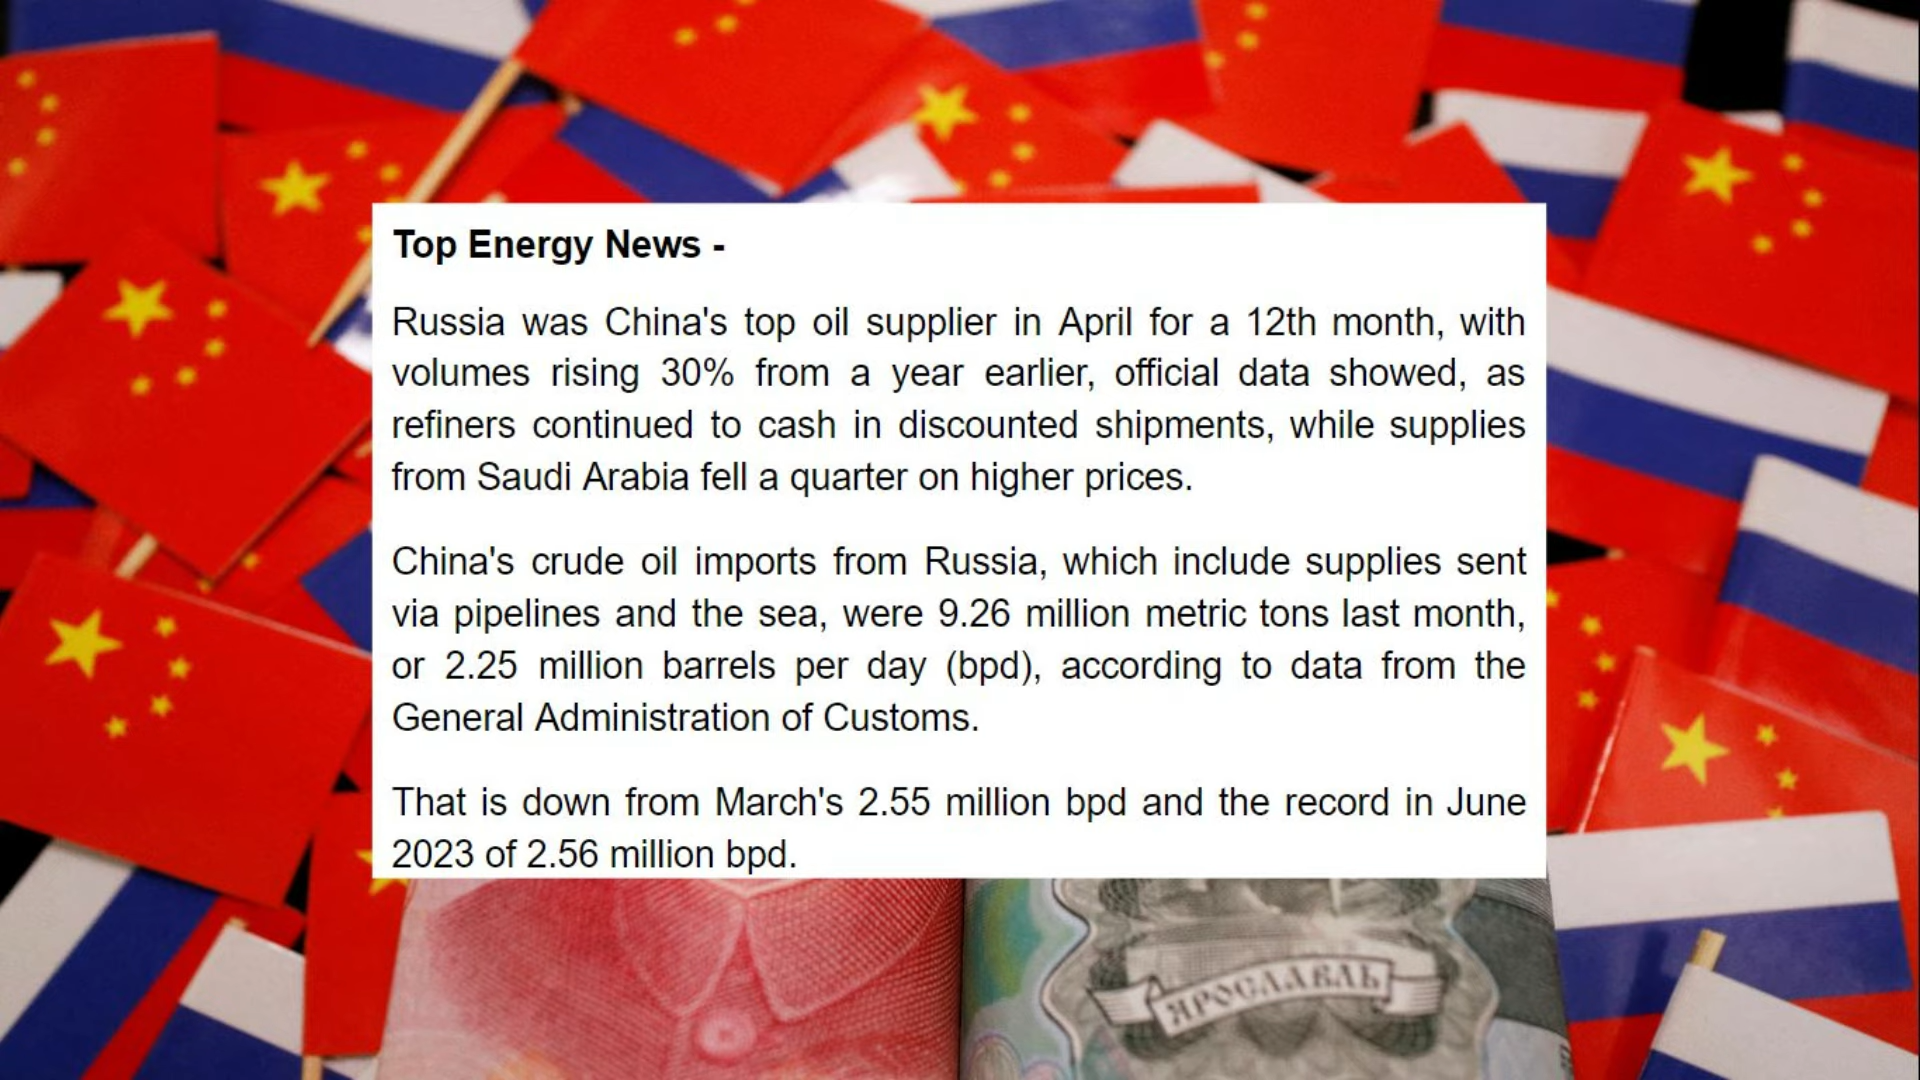 Top Energy News -
Russia was China's top oil supplier in April for a 12th month, with
volumes rising 30% from a year earlier, official data showed, as
refiners continued to cash in discounted shipments, while supplies
from Saudi Arabia fell a quarter on higher prices.
China's crude oil imports from Russia, which include supplies sent
via pipelines and the sea, were 9.26 million metric tons last month,
or 2.25 million barrels per day (bpd), according to data from the
General Administration of Customs.
That is down from March's 2.55 million bpd and the record in June
2023 of 2.56 million bpd.
ЯРОСЛАВЛЬ